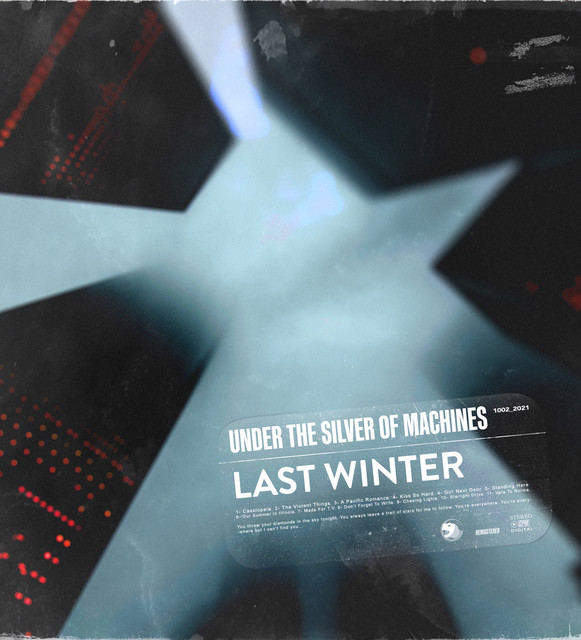 1002_2021
UNDER THE SILVER OF MACHINES
LAST WINTER
1- Cassiopeia. 2- The Violent Things. 3- A Pacific Romance. 4- Kiss So Hard. 4- Girl Next Door. 5- Standing Here
6- Our Summer In Illinois. 7- Made For T.V. 8- Don't Forget To Write. 9- Chasing Lights. 10- Starlight Drive. 11- Vale To Norma
You throw your diamonds in the sky tonight. You always leave a trail of stars for me to follow. You're everywhere. You're every
where but I can't find you...
REMASTERED
STEREO
DIGITAL